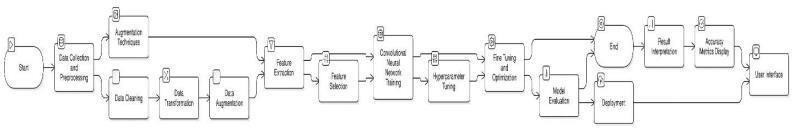 Start
Data Collection
and
Preprocessing
Augmentation
Techniques
Data Cleaning
Data
Transformation
Data
Augmentation
Feature
Extraction
Feature
Selection
Convolutional
Neural
Network
Training
Hyperparameter
Tuning
Fine Tuning
and
Optimization
Model
Evaluation
End
Deployment
Result
Interpretation
Accuracy
Metrics Display
User Interface